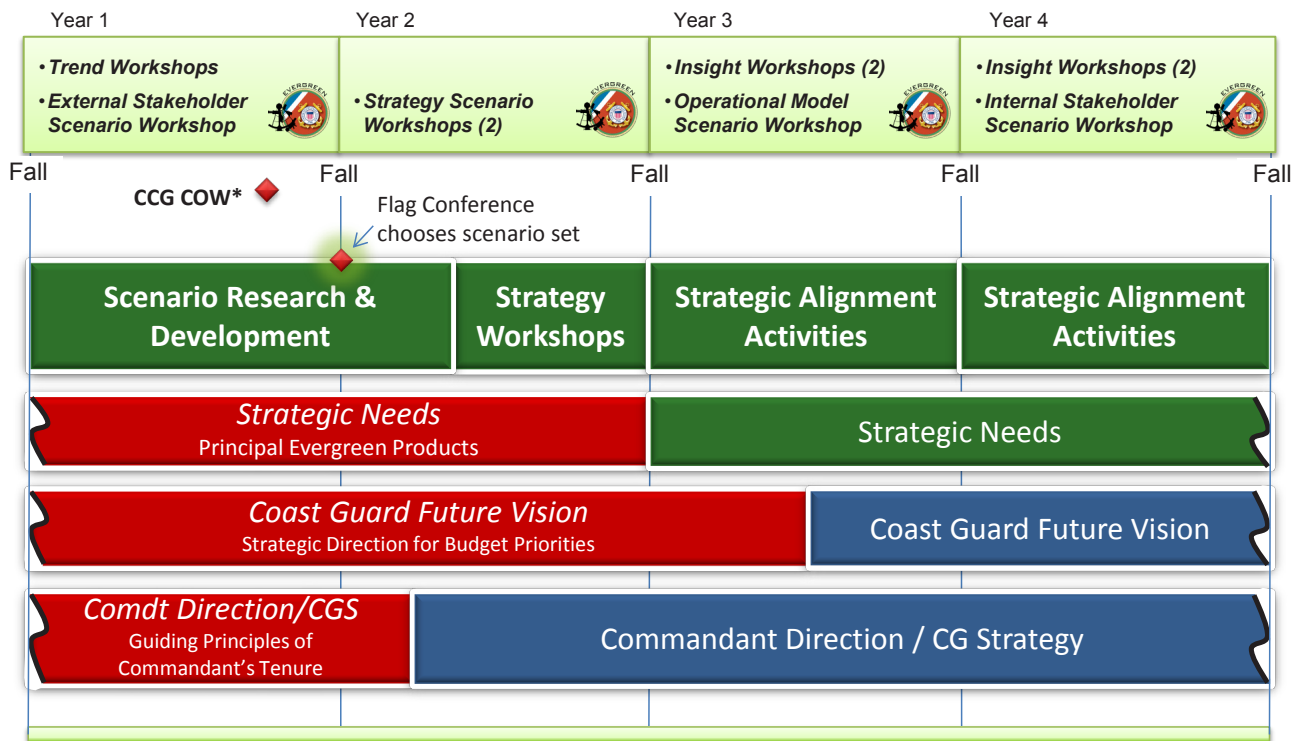 Year 1
Year 2
Year 3
Year 4
• Trend Workshops
• External Stakeholder
Scenario Workshop
EVERGREEN
• Strategy Scenario
Workshops (2)
EVERGREEN
• Insight Workshops (2)
• Operational Model
Scenario Workshop
EVERGREEN
• Insight Workshops (2)
• Internal Stakeholder
Scenario Workshop
EVERGREEN
Fall
Fall
Fall
Fall
Fall
CCG COW*
Flag Conference
chooses scenario set
Scenario Research &
Development
Strategy
Workshops
Strategic Alignment
Activities
Strategic Alignment
Activities
Strategic Needs
Principal Evergreen Products
Strategic Needs
Coast Guard Future Vision
Strategic Direction for Budget Priorities
Coast Guard Future Vision
Comdt Direction/CGS
Guiding Principles of
Commandant's Tenure
Commandant Direction / CG Strategy